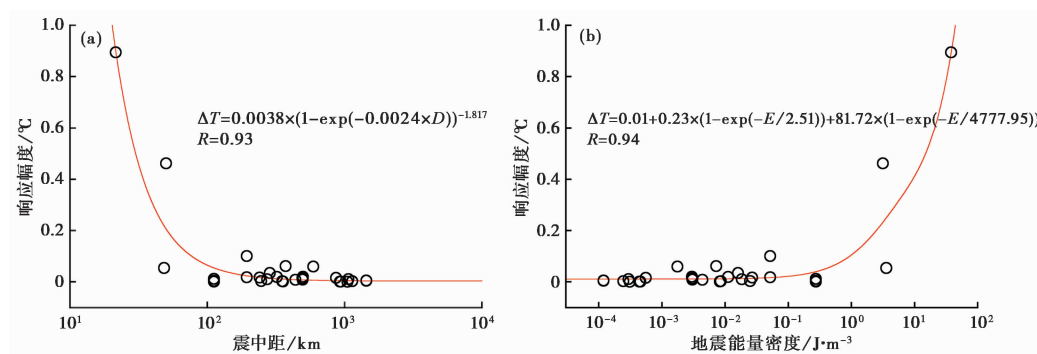 (a)
1.0
0.8
0.6
0.4
0.2
0
响应幅度/℃
ΔT=0.0038×(1-exp(-0.0024×D))^-1.817
R=0.93
10^1
10^2
10^3
10^4
震中距/km
(b)
1.0
0.8
0.6
0.4
0.2
0
响应幅度/℃
ΔT=0.01+0.23×(1-exp(-E/2.51))+81.72×(1-exp(-E/4777.95))
R=0.94
10^-4
10^-3
10^-2
10^-1
10^0
10^1
10^2
地震能量密度/J·m^-3